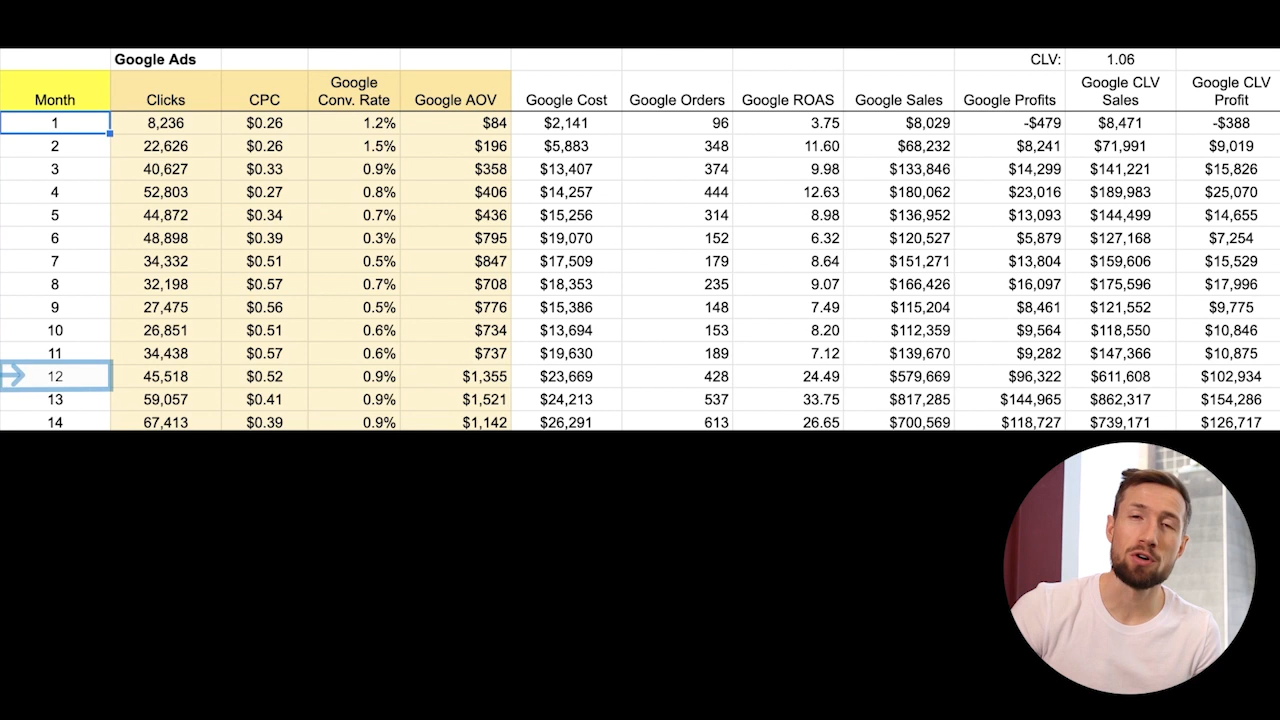 Google Ads CLV: 1.06
Month Clicks CPC Google Conv. Rate Google AOV Google Cost Google Orders Google ROAS Google Sales Google Profits Google CLV Sales Google CLV Profit
1 8,236 $0.26 1.2% $84 $2,141 96 3.75 $8,029 -$479 $8,471 -$388
2 22,626 $0.26 1.5% $196 $5,883 348 11.60 $68,232 $8,241 $71,991 $9,019
3 40,627 $0.33 0.9% $358 $13,407 374 9.98 $133,846 $14,299 $141,221 $15,826
4 52,803 $0.27 0.8% $406 $14,257 444 12.63 $180,062 $23,016 $189,983 $25,070
5 44,872 $0.34 0.7% $436 $15,256 314 8.98 $136,952 $13,093 $144,499 $14,655
6 48,898 $0.39 0.3% $795 $19,070 152 6.32 $120,527 $5,879 $127,168 $7,254
7 34,332 $0.51 0.5% $847 $17,509 179 8.64 $151,271 $13,804 $159,606 $15,529
8 32,198 $0.57 0.7% $708 $18,353 235 9.07 $166,426 $16,097 $175,596 $17,996
9 27,475 $0.56 0.5% $776 $15,386 148 7.49 $115,204 $8,461 $121,552 $9,775
10 26,851 $0.51 0.6% $734 $13,694 153 8.20 $112,359 $9,564 $118,550 $10,846
11 34,438 $0.57 0.6% $737 $19,630 189 7.12 $139,670 $9,282 $147,366 $10,875
12 45,518 $0.52 0.9% $1,355 $23,669 428 24.49 $579,669 $96,322 $611,608 $102,934
13 59,057 $0.41 0.9% $1,521 $24,213 537 33.75 $817,285 $144,965 $862,317 $154,286
14 67,413 $0.39 0.9% $1,142 $26,291 613 26.65 $700,569 $118,727 $739,171 $126,717